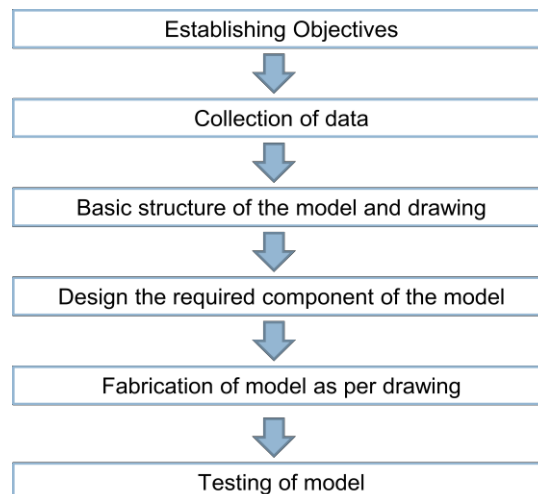 Establishing Objectives
Collection of data
Basic structure of the model and drawing
Design the required component of the model
Fabrication of model as per drawing
Testing of model